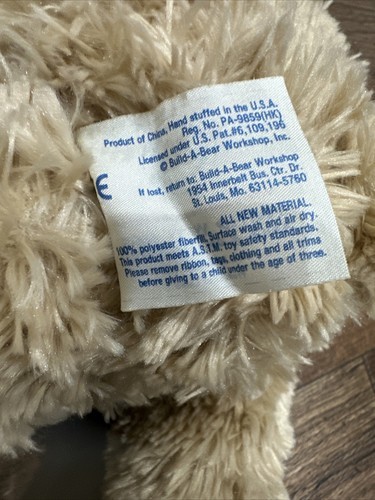 Product of China, Hand stuffed in the U.S.A.
Reg. No. PA-9859(HK)
Licensed under U.S. Pat.#6,109,196
© Build-A-Bear Workshop, Inc.
CE
If lost, return to: Build-A-Bear Workshop
1954 Innerbelt Bus. Ctr. Dr.
St. Louis, Mo. 63114-5760
ALL NEW MATERIAL.
100% polyester fiberfill. Surface wash and air dry.
This product meets A.S.T.M. toy safety standards.
Please remove ribbon, tags, clothing and all trims
before giving to a child under the age of three.